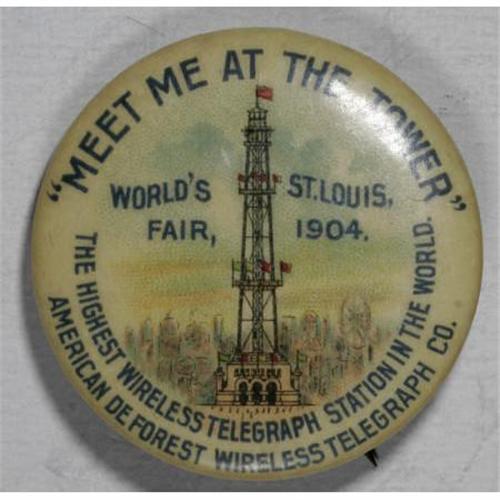 "MEET ME AT THE TOWER"
WORLD'S ST. LOUIS,
FAIR, 1904.
THE HIGHEST WIRELESS TELEGRAPH STATION IN THE WORLD.
AMERICAN DE FOREST WIRELESS TELEGRAPH CO.